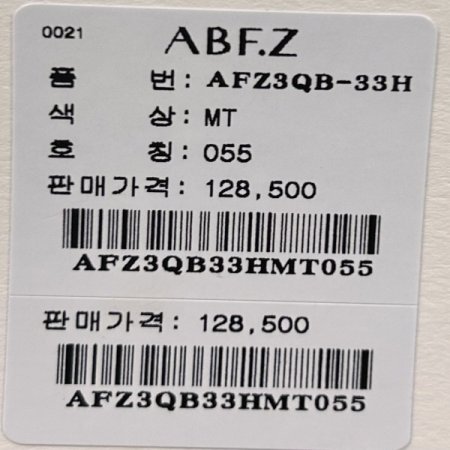 0021 ABF.Z
품 번: AFZ3QB-33H
색 상: MT
호 칭: 055
판매가격: 128,500
AFZ3QB33HMT055
판매가격: 128,500
AFZ3QB33HMT055